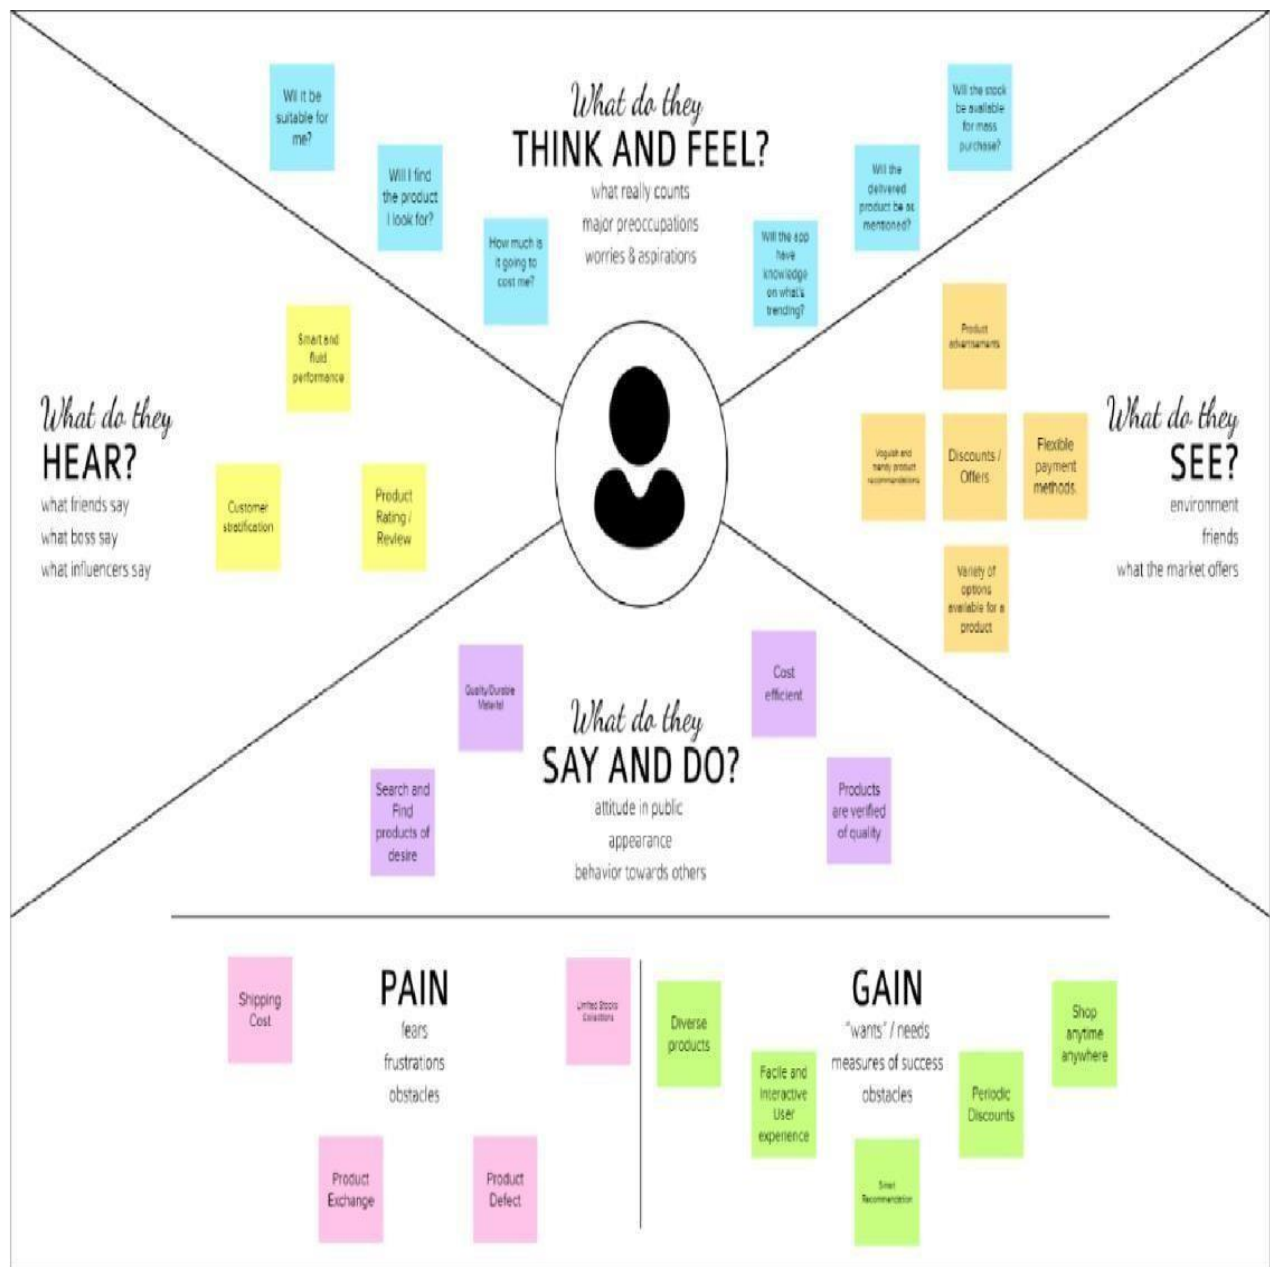 Will it be
suitable for
me?
Will I find
the product
I look for?
How much is
it going to
cost me?
What do they
THINK AND FEEL?
what really counts
major preoccupations
worries & aspirations
Will the app
have
knowledge
on what's
trending?
Will the
delivered
product be as
mentioned?
Will the stock
be available
for mass
purchase?
What do they
HEAR?
what friends say
what boss say
what influencers say
Smart and
fluid
performance
Customer
stratification
Product
Rating /
Review
Product
advertisements
Voguish and
trendy product
recommendations
Discounts /
Offers
Flexible
payment
methods.
Variety of
options
available for a
product
What do they
SEE?
environment
friends
what the market offers
Quality/Durable
Material
Search and
Find
products of
desire
What do they
SAY AND DO?
attitude in public
appearance
behavior towards others
Cost
efficient
Products
are verified
of quality
Shipping
Cost
PAIN
fears
frustrations
obstacles
Limited Stocks
Collections
Product
Exchange
Product
Defect
Diverse
products
Facile and
Interactive
User
experience
GAIN
"wants" / needs
measures of success
obstacles
Smart
Recommendation
Periodic
Discounts
Shop
anytime
anywhere